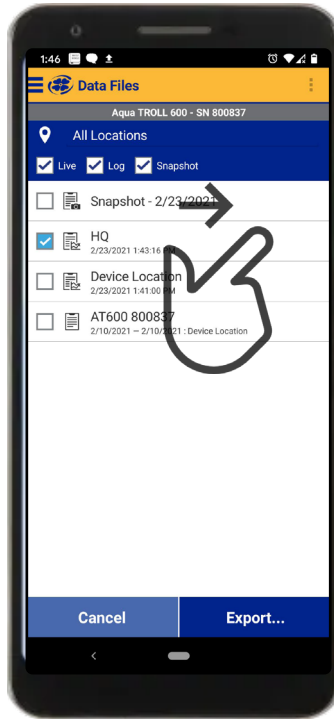 1:46
Data Files
Aqua TROLL 600 - SN 800837
All Locations
Live Log Snapshot
Snapshot - 2/23/2021
HQ
2/23/2021 1:43:16 PM
Device Location
2/23/2021 1:41:00 PM
AT600 800837
2/10/2021 – 2/10/2021 : Device Location
Cancel Export...